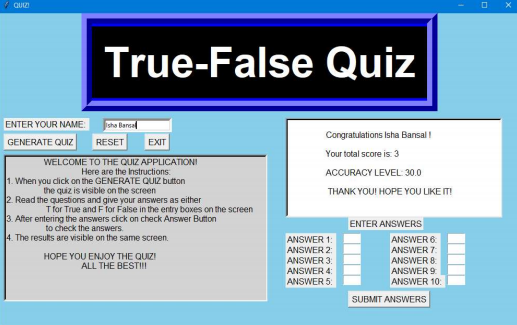 QUIZ!
True-False Quiz
ENTER YOUR NAME:
Isha Bansal
GENERATE QUIZ
RESET
EXIT
WELCOME TO THE QUIZ APPLICATION!
Here are the Instructions:
1. When you click on the GENERATE QUIZ button
the quiz is visible on the screen
2. Read the questions and give your answers as either
T for True and F for False in the entry boxes on the screen
3. After entering the answers click on check Answer Button
to check the answers.
4. The results are visible on the same screen.
HOPE YOU ENJOY THE QUIZ!
ALL THE BEST!!!
Congratulations Isha Bansal !
Your total score is: 3
ACCURACY LEVEL: 30.0
THANK YOU! HOPE YOU LIKE IT!
ENTER ANSWERS
ANSWER 1:
ANSWER 2:
ANSWER 3:
ANSWER 4:
ANSWER 5:
ANSWER 6:
ANSWER 7:
ANSWER 8:
ANSWER 9:
ANSWER 10:
SUBMIT ANSWERS